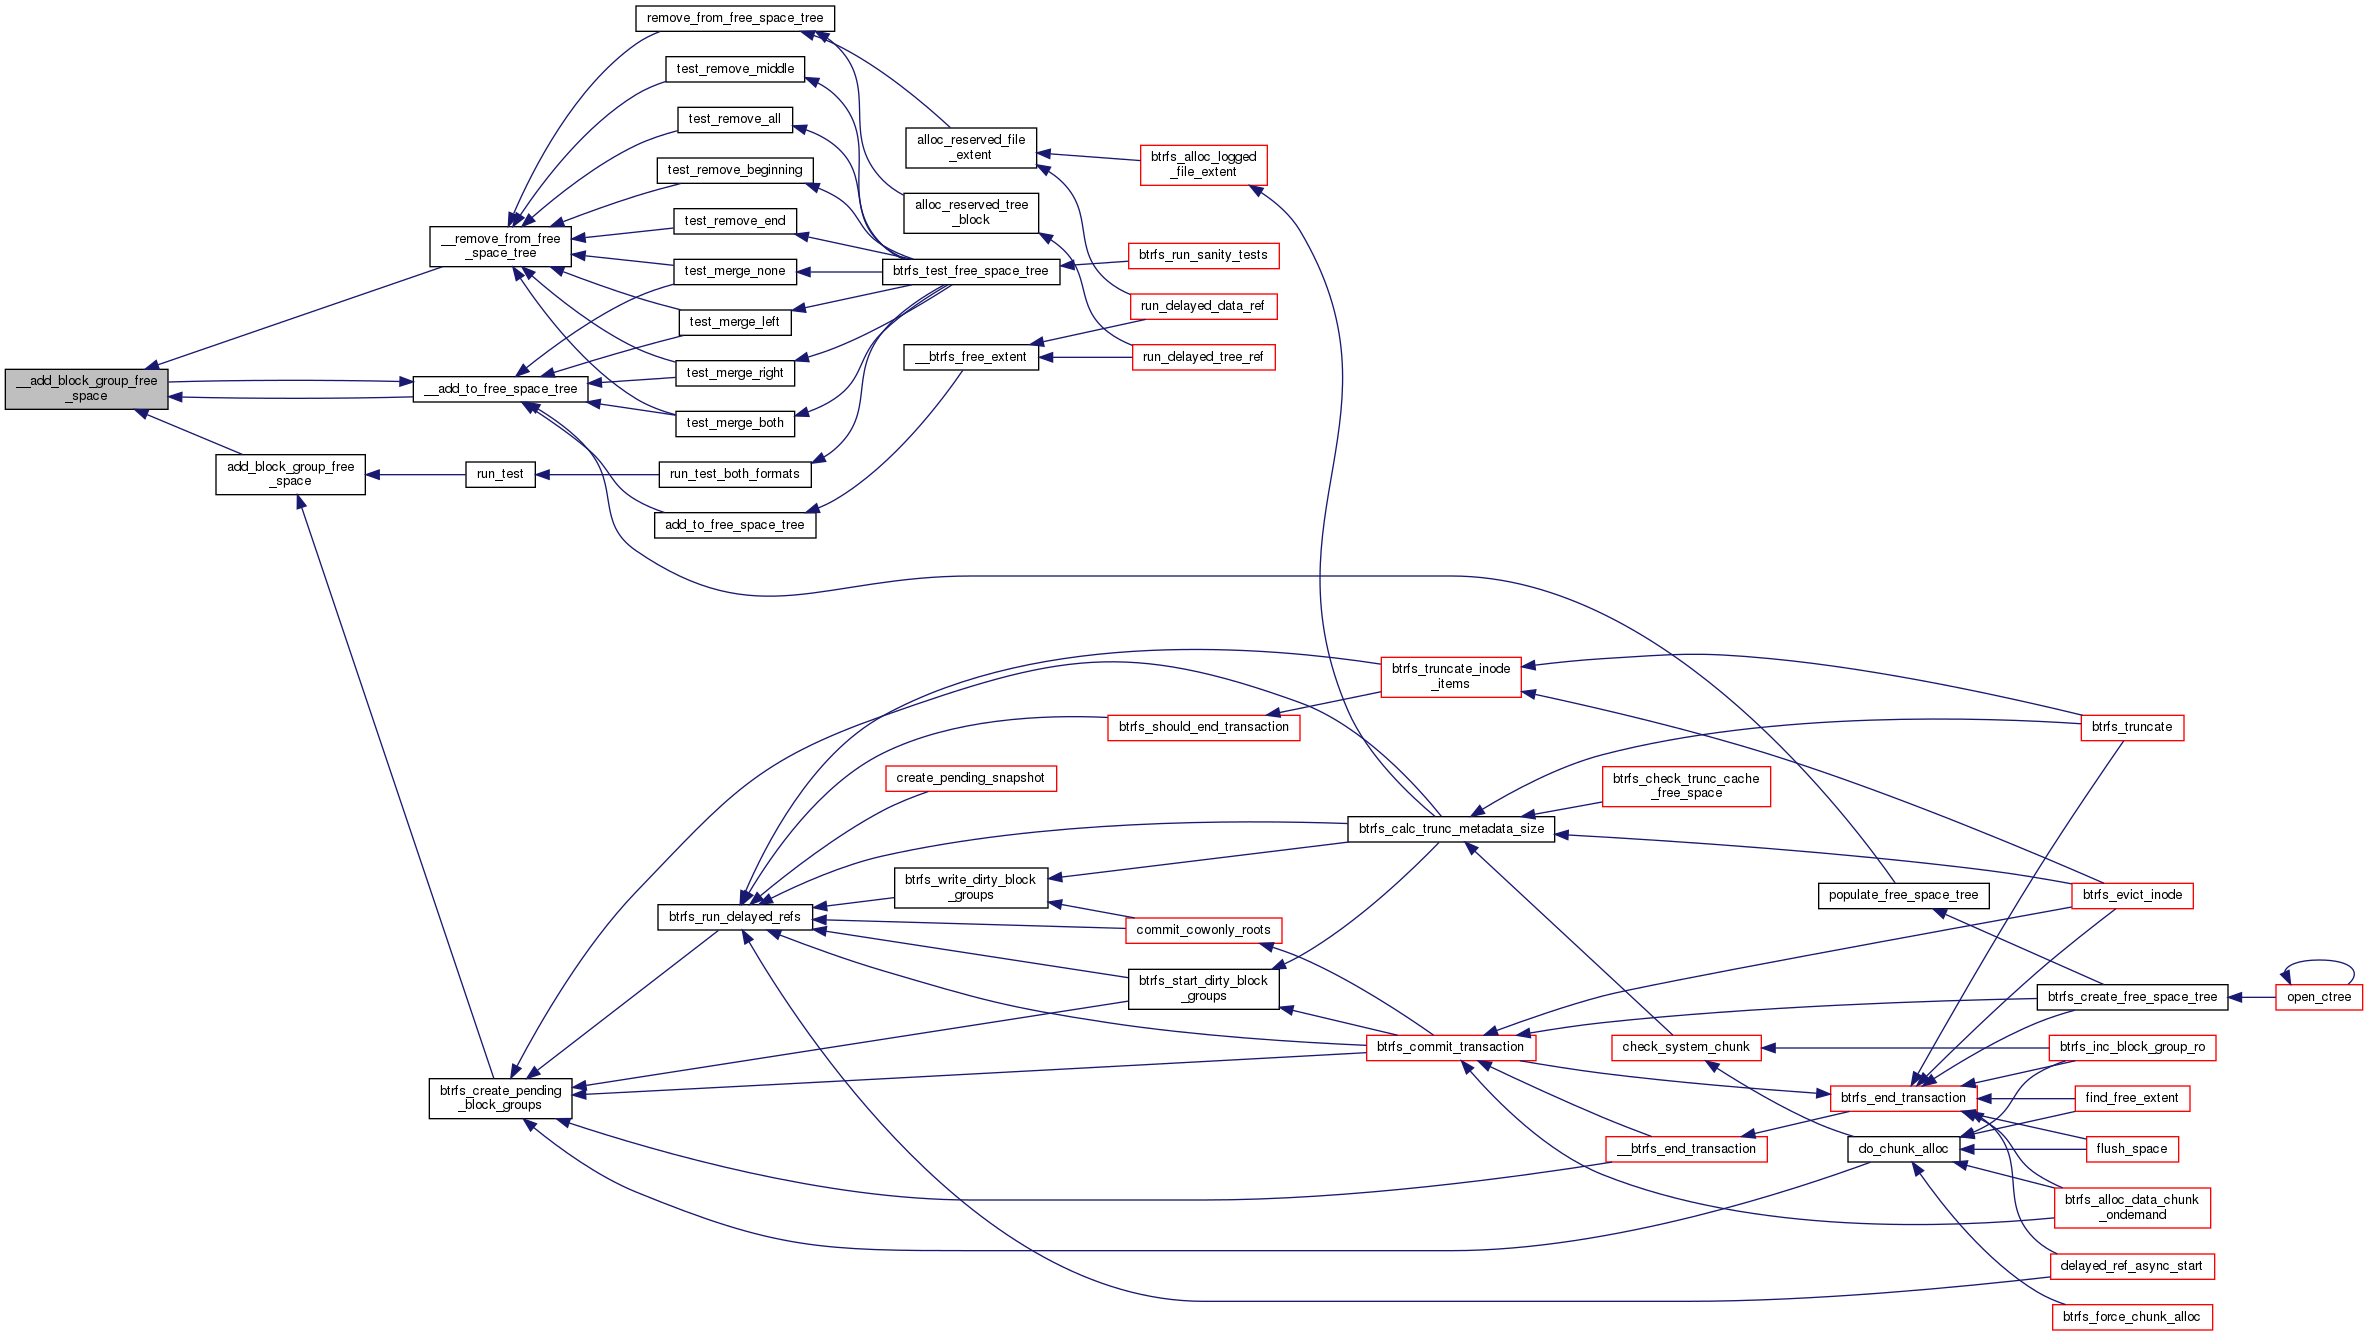 remove_from_free_space_tree
test_remove_middle
test_remove_all
test_remove_beginning
test_remove_end
test_merge_none
test_merge_left
test_merge_right
test_merge_both
run_test_both_formats
add_to_free_space_tree
__remove_from_free
_space_tree
__add_to_free_space_tree
__add_block_group_free
_space
add_block_group_free
_space
run_test
alloc_reserved_file
_extent
alloc_reserved_tree
_block
btrfs_test_free_space_tree
__btrfs_free_extent
btrfs_alloc_logged
_file_extent
btrfs_run_sanity_tests
run_delayed_data_ref
run_delayed_tree_ref
btrfs_truncate_inode
_items
btrfs_should_end_transaction
create_pending_snapshot
btrfs_calc_trunc_metadata_size
btrfs_check_trunc_cache
_free_space
btrfs_truncate
btrfs_write_dirty_block
_groups
btrfs_run_delayed_refs
commit_cowonly_roots
populate_free_space_tree
btrfs_evict_inode
btrfs_start_dirty_block
_groups
btrfs_create_free_space_tree
open_ctree
btrfs_commit_transaction
check_system_chunk
btrfs_inc_block_group_ro
btrfs_create_pending
_block_groups
btrfs_end_transaction
find_free_extent
__btrfs_end_transaction
do_chunk_alloc
flush_space
btrfs_alloc_data_chunk
_ondemand
delayed_ref_async_start
btrfs_force_chunk_alloc